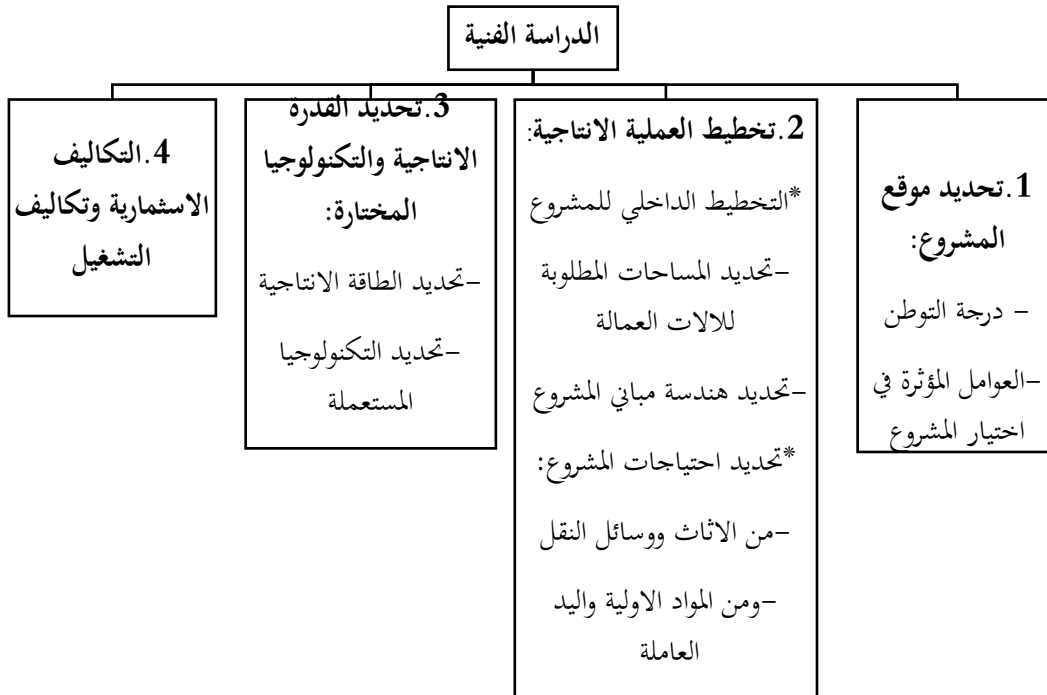 الدراسة الفنية
1.تحديد موقع
المشروع:
- درجة التوطن
-العوامل المؤثرة في
اختيار المشروع
2.تخطيط العملية الانتاجية:
*التخطيط الداخلي للمشروع
-تحديد المساحات المطلوبة
للالات العمالة
-تحديد هندسة مباني المشروع
*تحديد احتياجات المشروع:
-من الاثاث ووسائل النقل
-ومن المواد الاولية واليد
العاملة
3.تحديد القدرة
الانتاجية والتكنولوجيا
المختارة:
-تحديد الطاقة الانتاجية
-تحديد التكنولوجيا
المستعملة
4.التكاليف
الاسثمارية وتكاليف
التشغيل